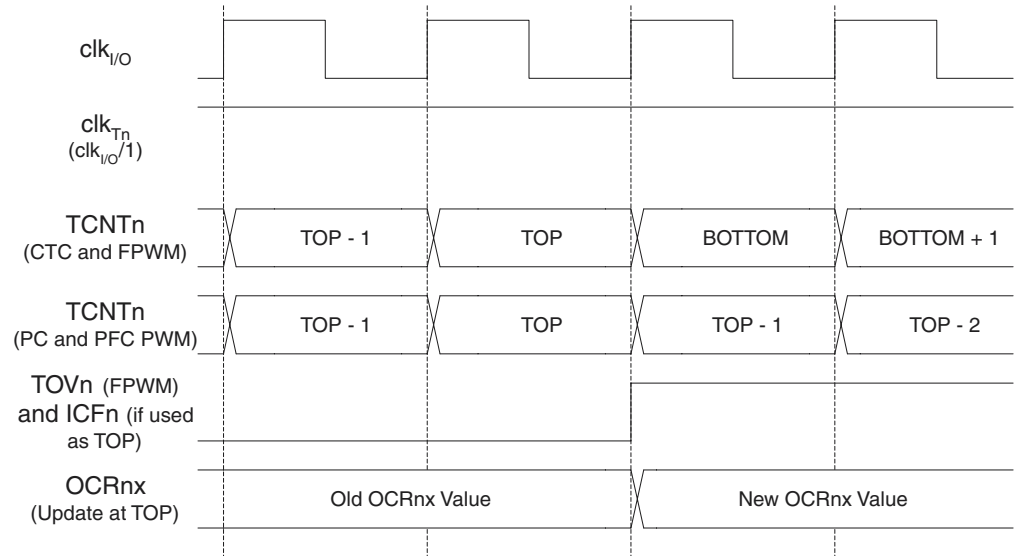 clkI/O
clkTn
(clkI/O/1)
TCNTn
(CTC and FPWM)
TOP - 1
TOP
BOTTOM
BOTTOM + 1
TCNTn
(PC and PFC PWM)
TOP - 1
TOP
TOP - 1
TOP - 2
TOVn (FPWM)
and ICFn (if used
as TOP)
OCRnx
(Update at TOP)
Old OCRnx Value
New OCRnx Value